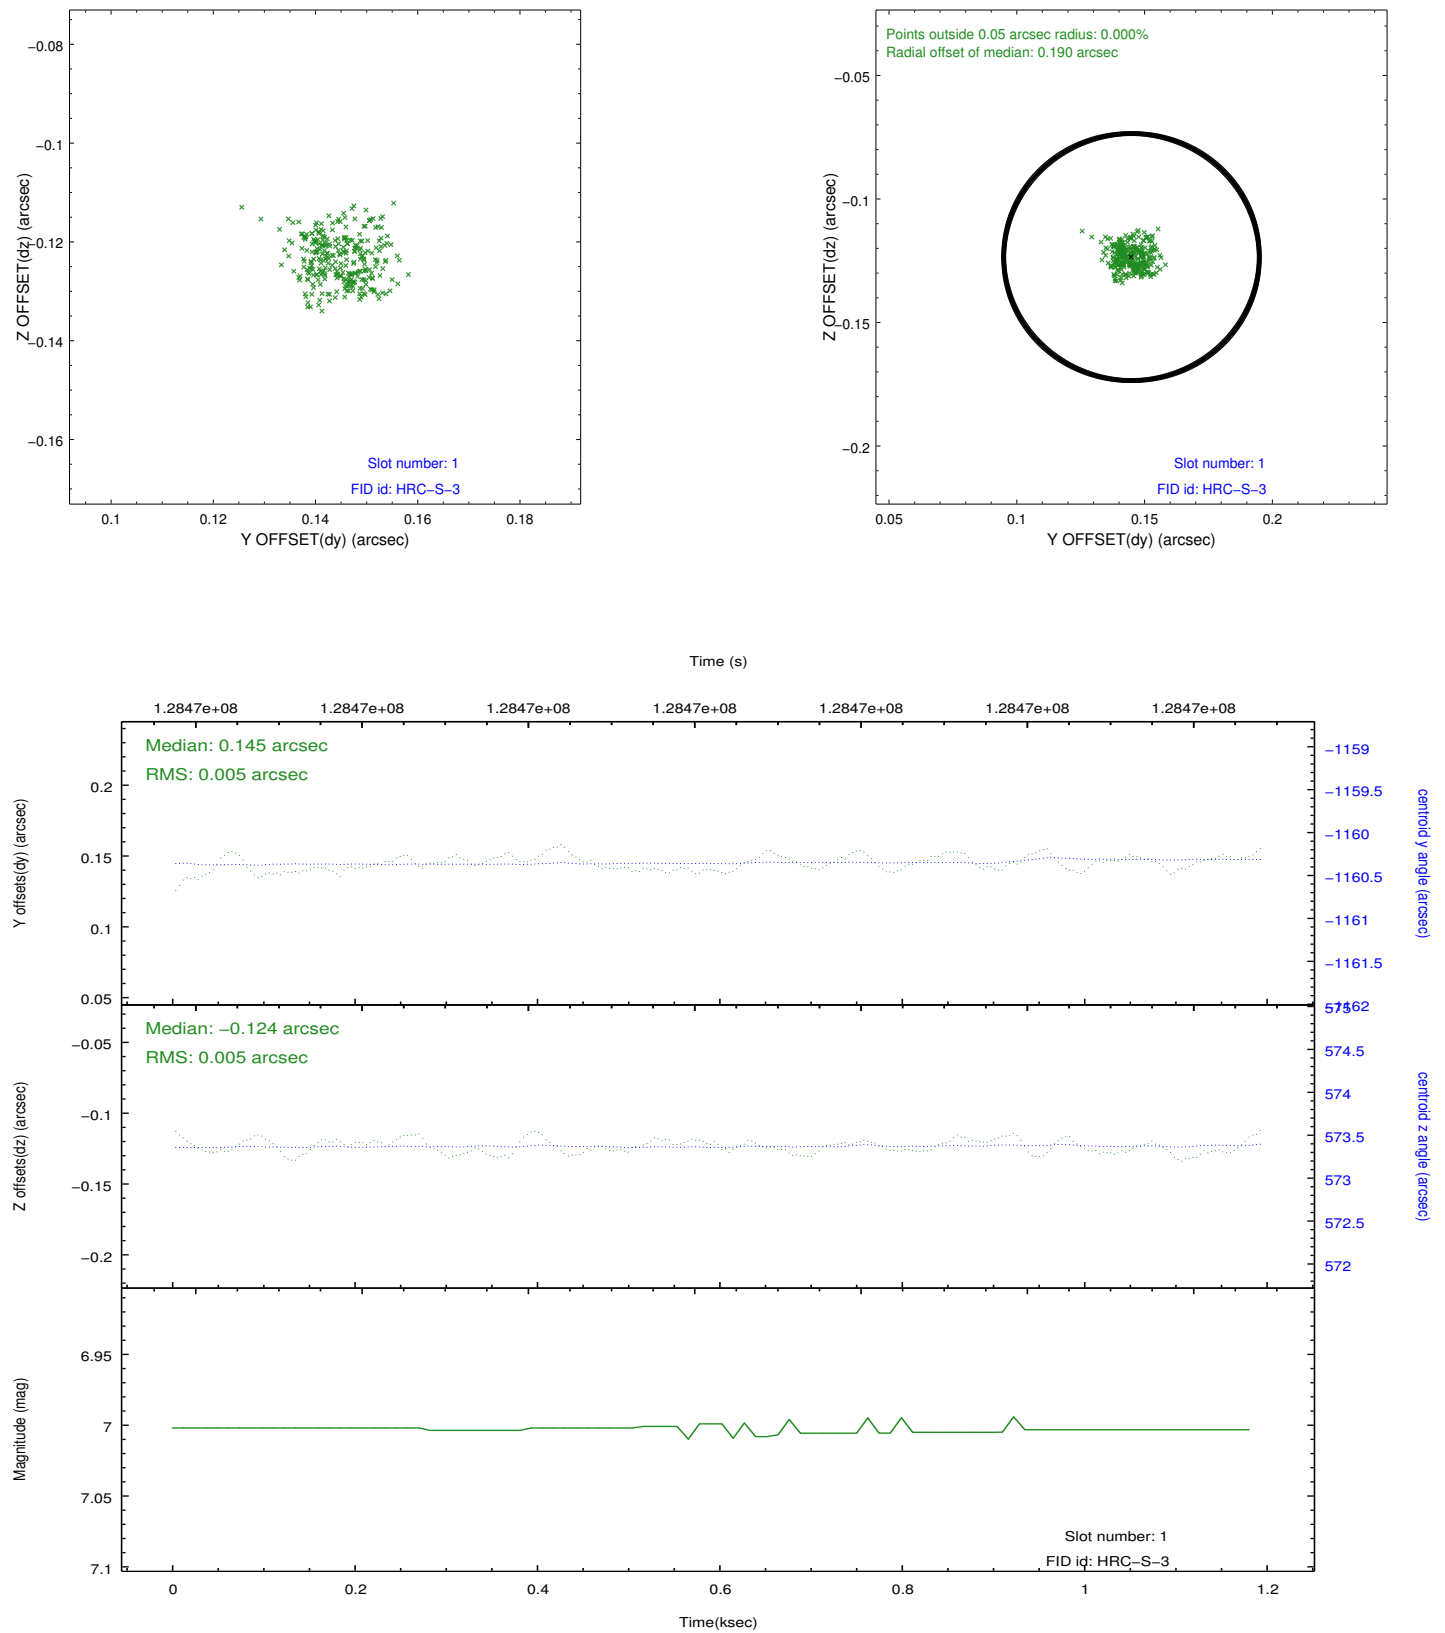 −0.08
−0.1
−0.12
−0.14
−0.16
Z OFFSET(dz) (arcsec)
Slot number: 1
FID id: HRC−S−3
0.1 0.12 0.14 0.16 0.18
Y OFFSET(dy) (arcsec)
Points outside 0.05 arcsec radius: 0.000%
Radial offset of median: 0.190 arcsec
−0.05
−0.1
−0.15
−0.2
Z OFFSET(dz) (arcsec)
Slot number: 1
FID id: HRC−S−3
0.05 0.1 0.15 0.2
Y OFFSET(dy) (arcsec)
Time (s)
1.2847e+08 1.2847e+08 1.2847e+08 1.2847e+08 1.2847e+08 1.2847e+08 1.2847e+08
Median: 0.145 arcsec
RMS: 0.005 arcsec
0.2
0.15
0.1
0.05
Y offsets(dy) (arcsec)
−1159
−1159.5
−1160
−1160.5
−1161
−1161.5
−1162
centroid y angle (arcsec)
Median: −0.124 arcsec
RMS: 0.005 arcsec
−0.05
−0.1
−0.15
−0.2
Z offsets(dz) (arcsec)
575
574.5
574
573.5
573
572.5
572
centroid z angle (arcsec)
6.95
7
7.05
7.1
Magnitude (mag)
Slot number: 1
FID id: HRC−S−3
0 0.2 0.4 0.6 0.8 1 1.2
Time(ksec)